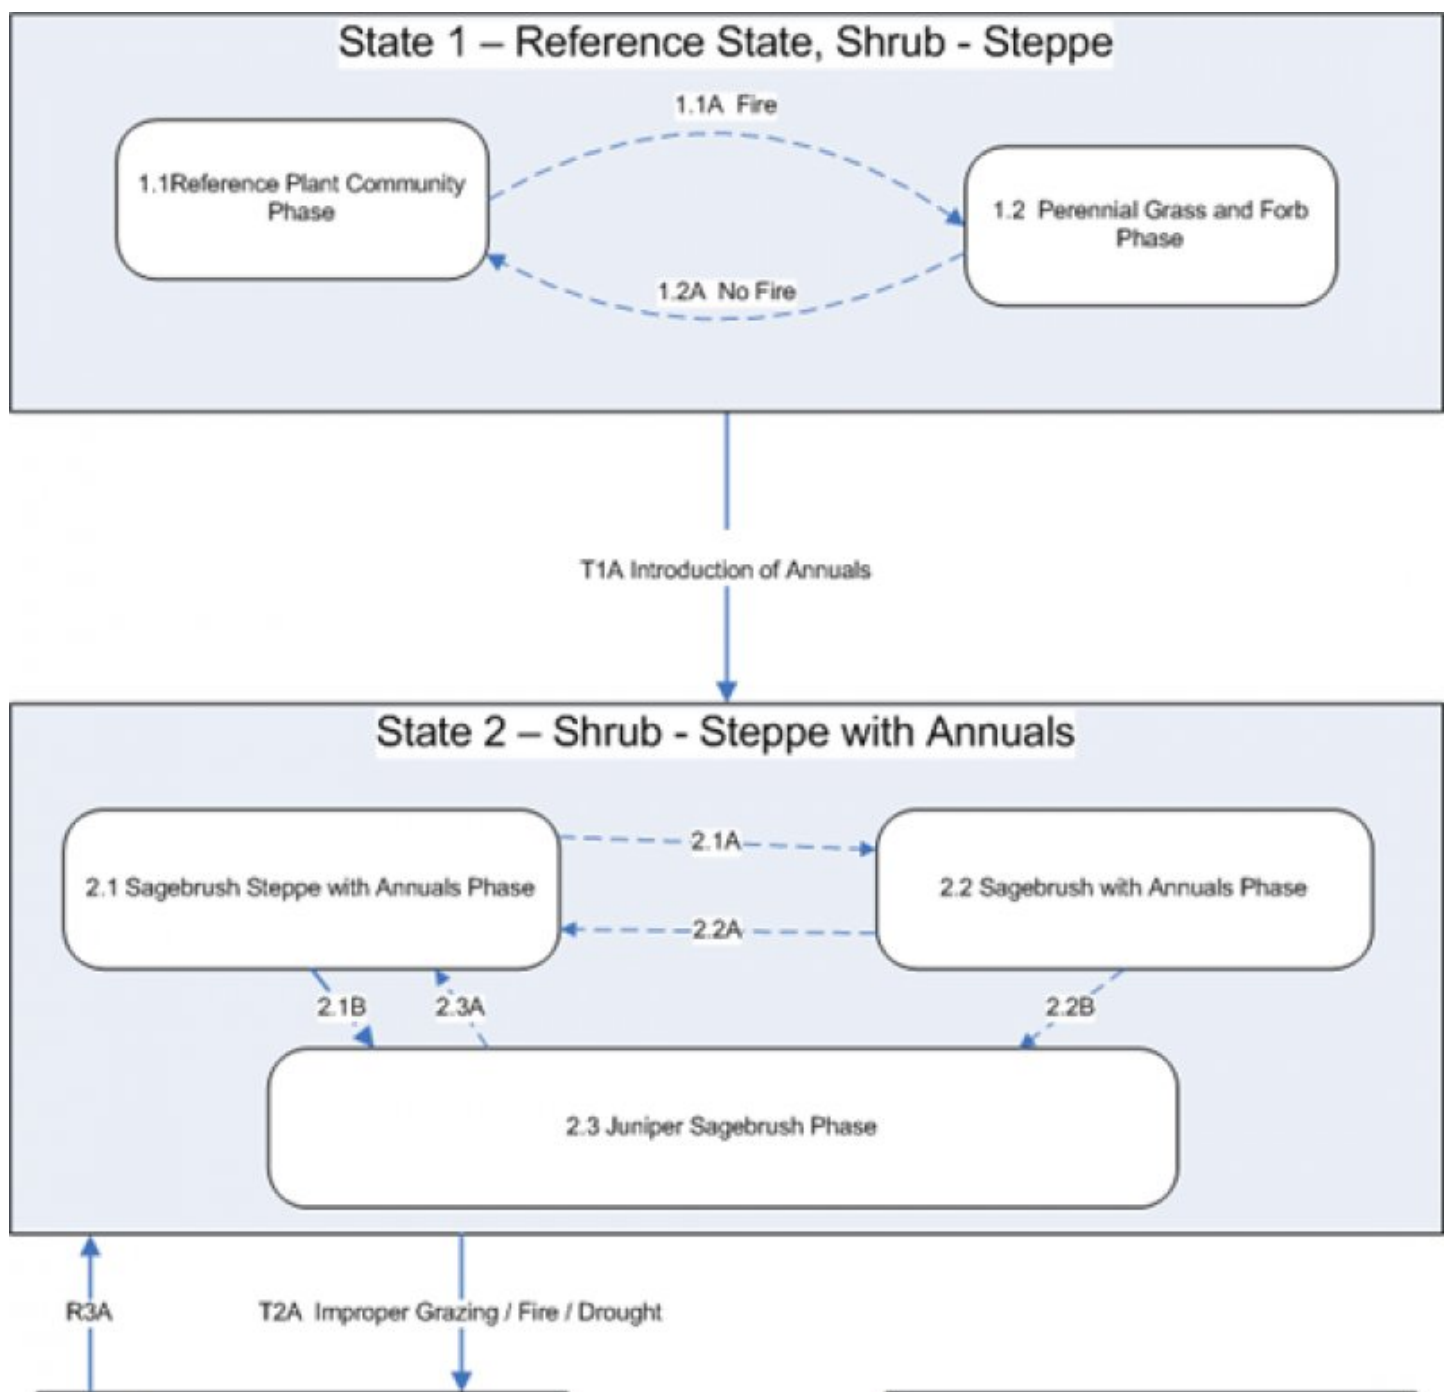 State 1 – Reference State, Shrub - Steppe
1.1A Fire
1.1Reference Plant Community
Phase
1.2 Perennial Grass and Forb
Phase
1.2A No Fire
T1A Introduction of Annuals
State 2 – Shrub - Steppe with Annuals
2.1A
2.1 Sagebrush Steppe with Annuals Phase
2.2 Sagebrush with Annuals Phase
2.2A
2.1B
2.3A
2.2B
2.3 Juniper Sagebrush Phase
R3A
T2A Improper Grazing / Fire / Drought